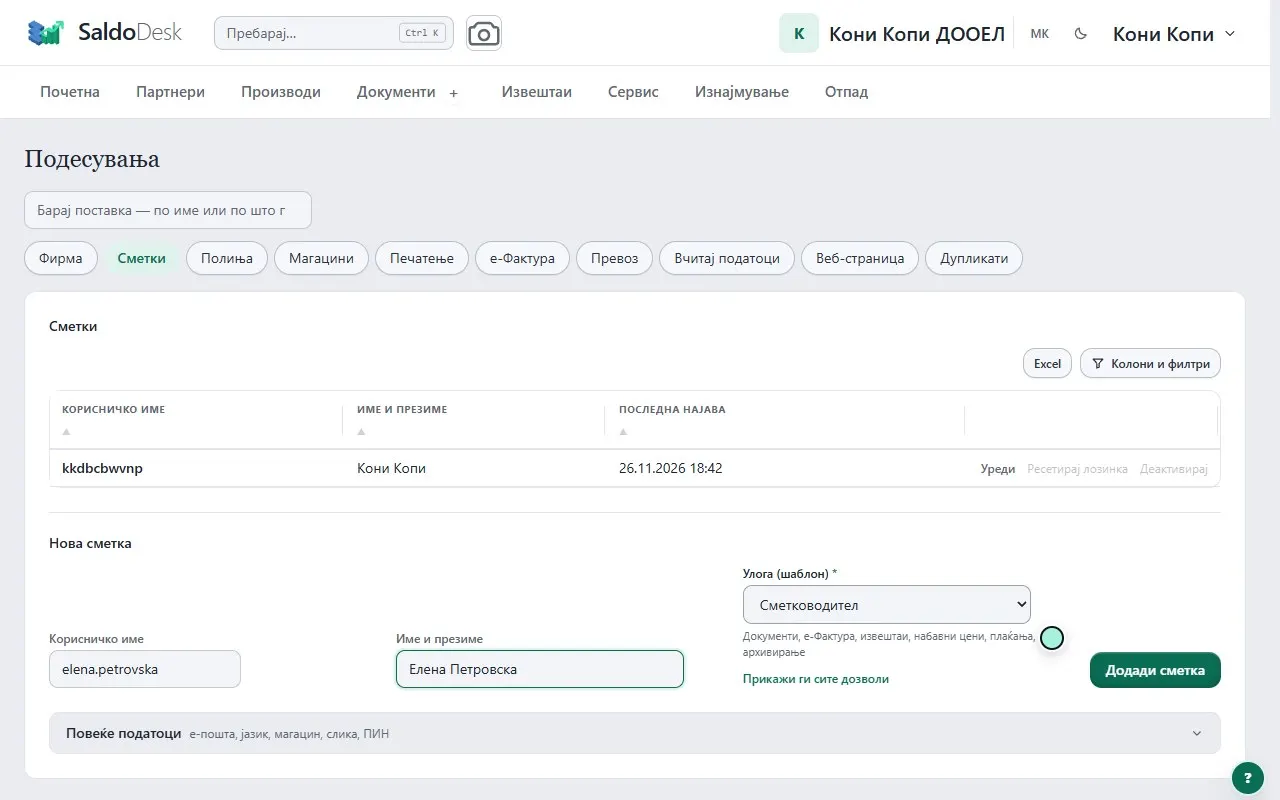 SaldoDesk
Пребарај...
Ctrl K
К
Кони Копи ДООЕЛ
МК
Кони Копи
Почетна
Партнери
Производи
Документи +
Извештаи
Сервис
Изнајмување
Отпад
Подесувања
Барај поставка — по име или по што г
Фирма
Сметки
Полиња
Магацини
Печатење
е-Фактура
Превоз
Вчитај податоци
Веб-страница
Дупликати
Сметки
Excel
Колони и филтри
КОРИСНИЧКО ИМЕ
ИМЕ И ПРЕЗИМЕ
ПОСЛЕДНА НАЈАВА
kkdbcbwvnp
Кони Копи
26.11.2026 18:42
Уреди
Ресетирај лозинка
Деактивирај
Нова сметка
Корисничко име
elena.petrovska
Име и презиме
Елена Петровска
Улога (шаблон) *
Сметководител
Документи, е-Фактура, извештаи, набавни цени, плаќања,
архивирање
Прикажи ги сите дозволи
Додади сметка
Повеќе податоци е-пошта, јазик, магацин, слика, ПИН
?